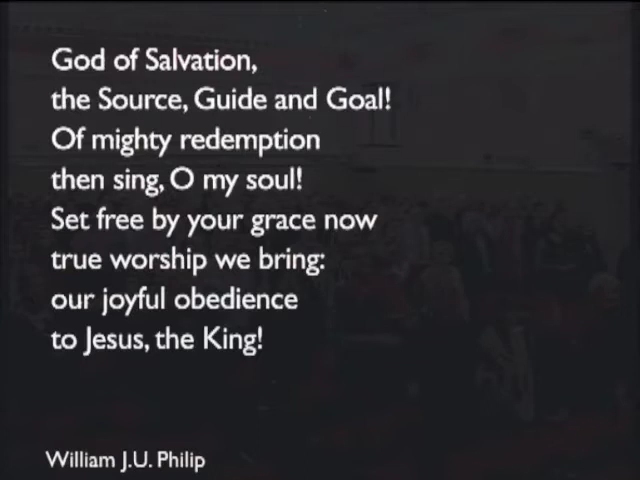 God of Salvation,
the Source, Guide and Goal!
Of mighty redemption
then sing, O my soul!
Set free by your grace now
true worship we bring:
our joyful obedience
to Jesus, the King!
William J.U. Philip